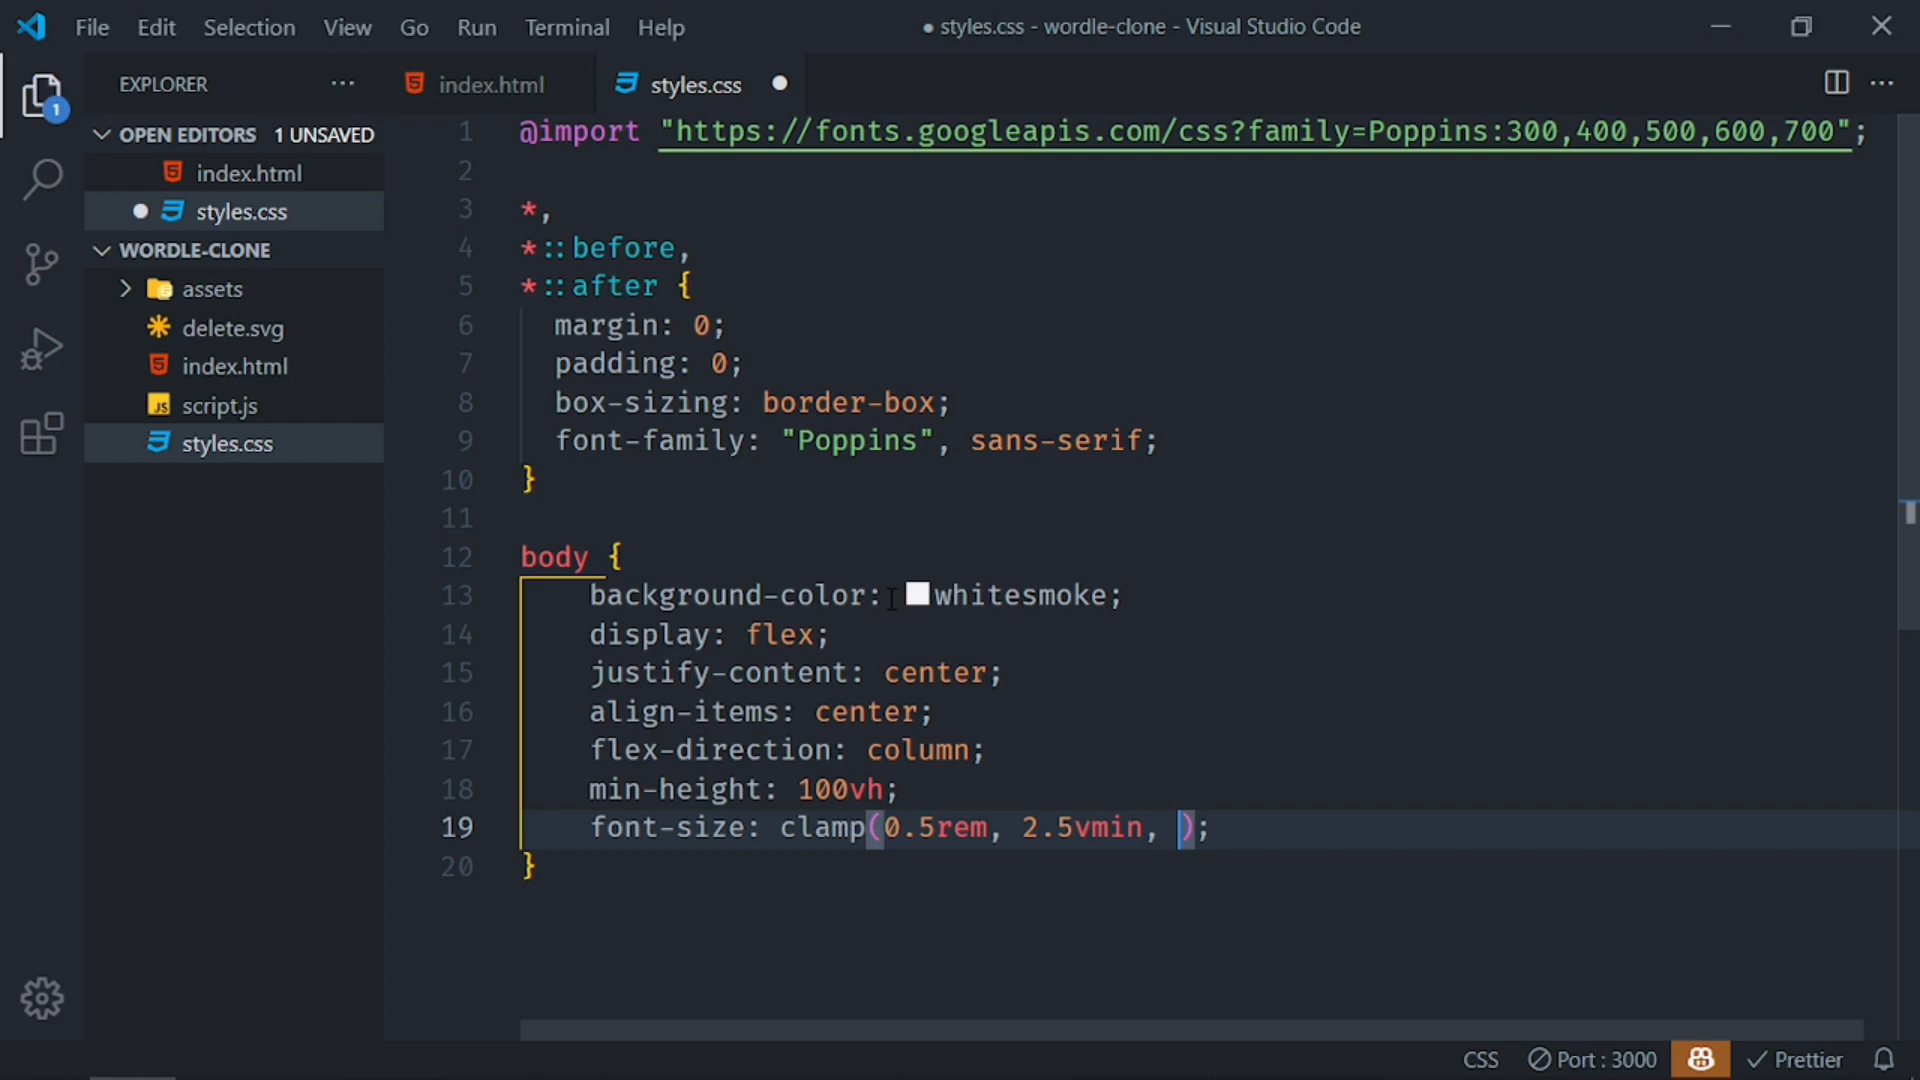 File Edit Selection View Go Run Terminal Help ● styles.css - wordle-clone - Visual Studio Code
EXPLORER ··· index.html styles.css ● ···
OPEN EDITORS 1 UNSAVED
index.html
● styles.css
WORDLE-CLONE
assets
delete.svg
index.html
JS script.js
styles.css
1
1 @import "https://fonts.googleapis.com/css?family=Poppins:300,400,500,600,700";
2
3 *,
4 *::before,
5 *::after {
6 margin: 0;
7 padding: 0;
8 box-sizing: border-box;
9 font-family: "Poppins", sans-serif;
10 }
11
12 body {
13 background-color: whitesmoke;
14 display: flex;
15 justify-content: center;
16 align-items: center;
17 flex-direction: column;
18 min-height: 100vh;
19 font-size: clamp(0.5rem, 2.5vmin, );
20 }
CSS Port : 3000 Prettier